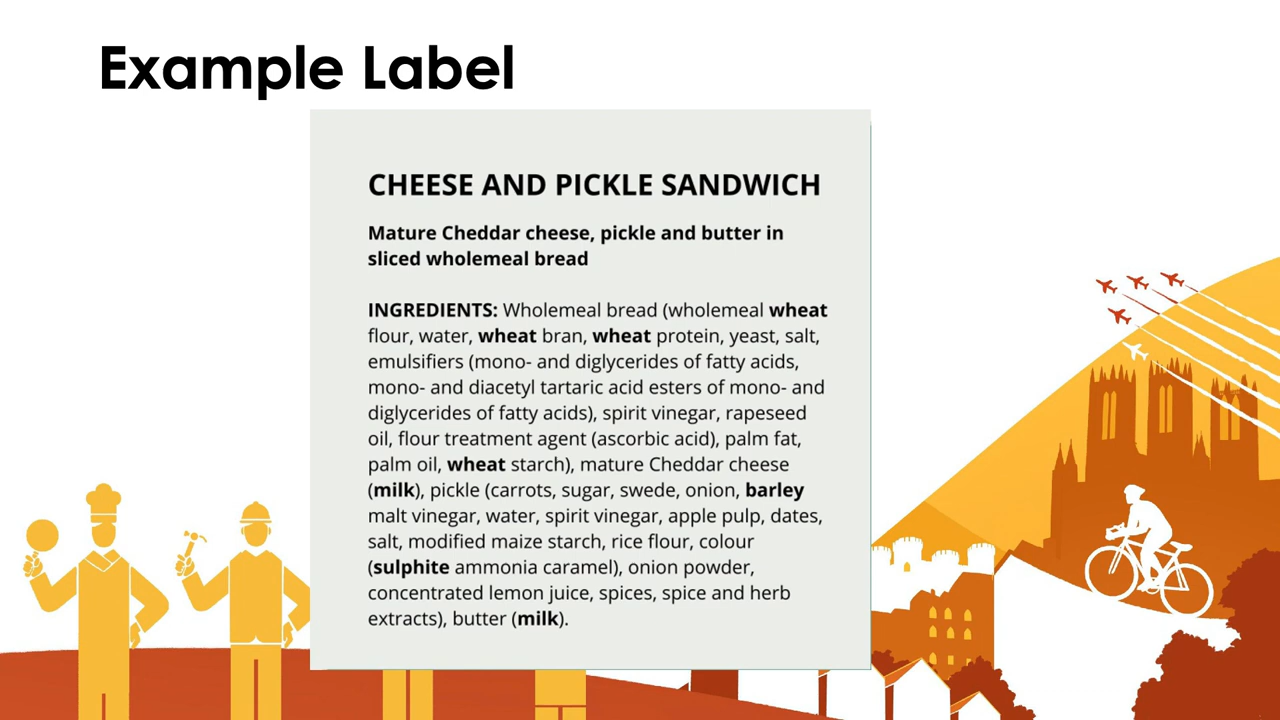 Example Label
CHEESE AND PICKLE SANDWICH
Mature Cheddar cheese, pickle and butter in
sliced wholemeal bread
INGREDIENTS: Wholemeal bread (wholemeal wheat
flour, water, wheat bran, wheat protein, yeast, salt,
emulsifiers (mono- and diglycerides of fatty acids,
mono- and diacetyl tartaric acid esters of mono- and
diglycerides of fatty acids), spirit vinegar, rapeseed
oil, flour treatment agent (ascorbic acid), palm fat,
palm oil, wheat starch), mature Cheddar cheese
(milk), pickle (carrots, sugar, swede, onion, barley
malt vinegar, water, spirit vinegar, apple pulp, dates,
salt, modified maize starch, rice flour, colour
(sulphite ammonia caramel), onion powder,
concentrated lemon juice, spices, spice and herb
extracts), butter (milk).